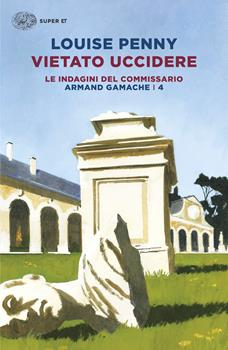 SUPER ET
LOUISE PENNY
VIETATO UCCIDERE
LE INDAGINI DEL COMMISSARIO
ARMAND GAMACHE | 4